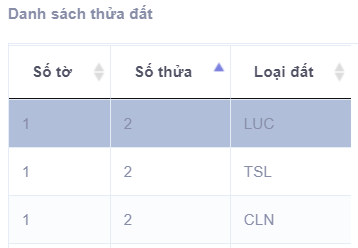 Danh sách thửa đất
Số tờ Số thửa Loại đất
1 2 LUC
1 2 TSL
1 2 CLN